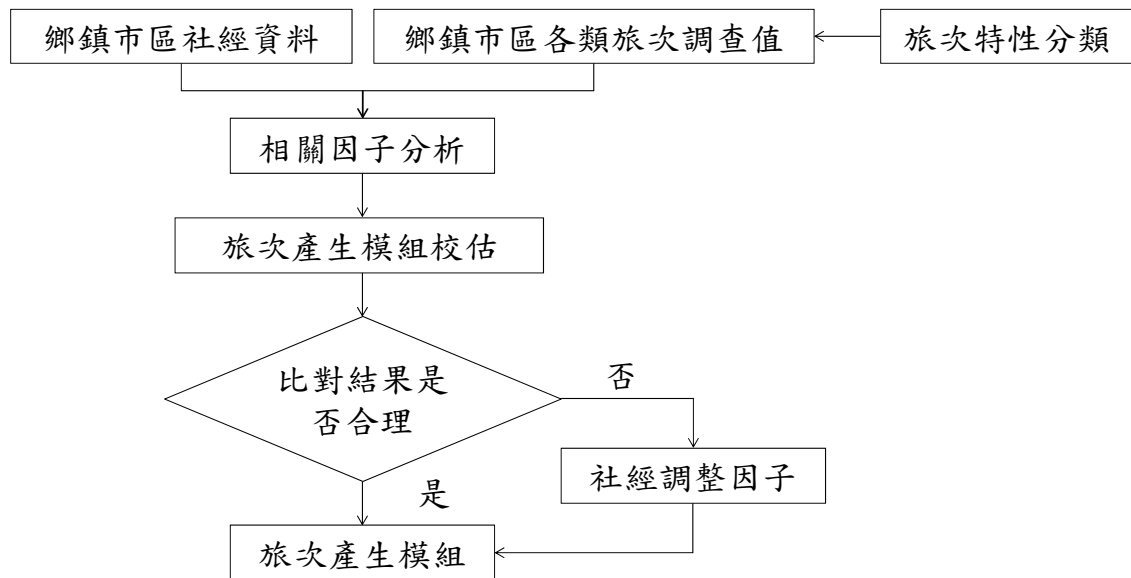 鄉鎮市區社經資料
鄉鎮市區各類旅次調查值
旅次特性分類
相關因子分析
旅次產生模組校估
比對結果是
否合理
否
社經調整因子
是
旅次產生模組